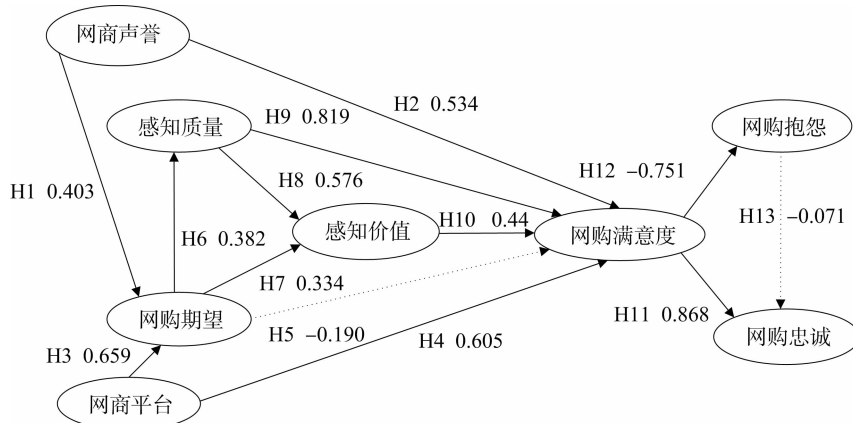 网商声誉
H2 0.534
H9 0.819
感知质量
网购抱怨
H12 −0.751
H8 0.576
H1 0.403
H13 −0.071
H10 0.44
感知价值
网购满意度
H6 0.382
H7 0.334
网购期望
H11 0.868
网购忠诚
H5 −0.190
H4 0.605
H3 0.659
网商平台